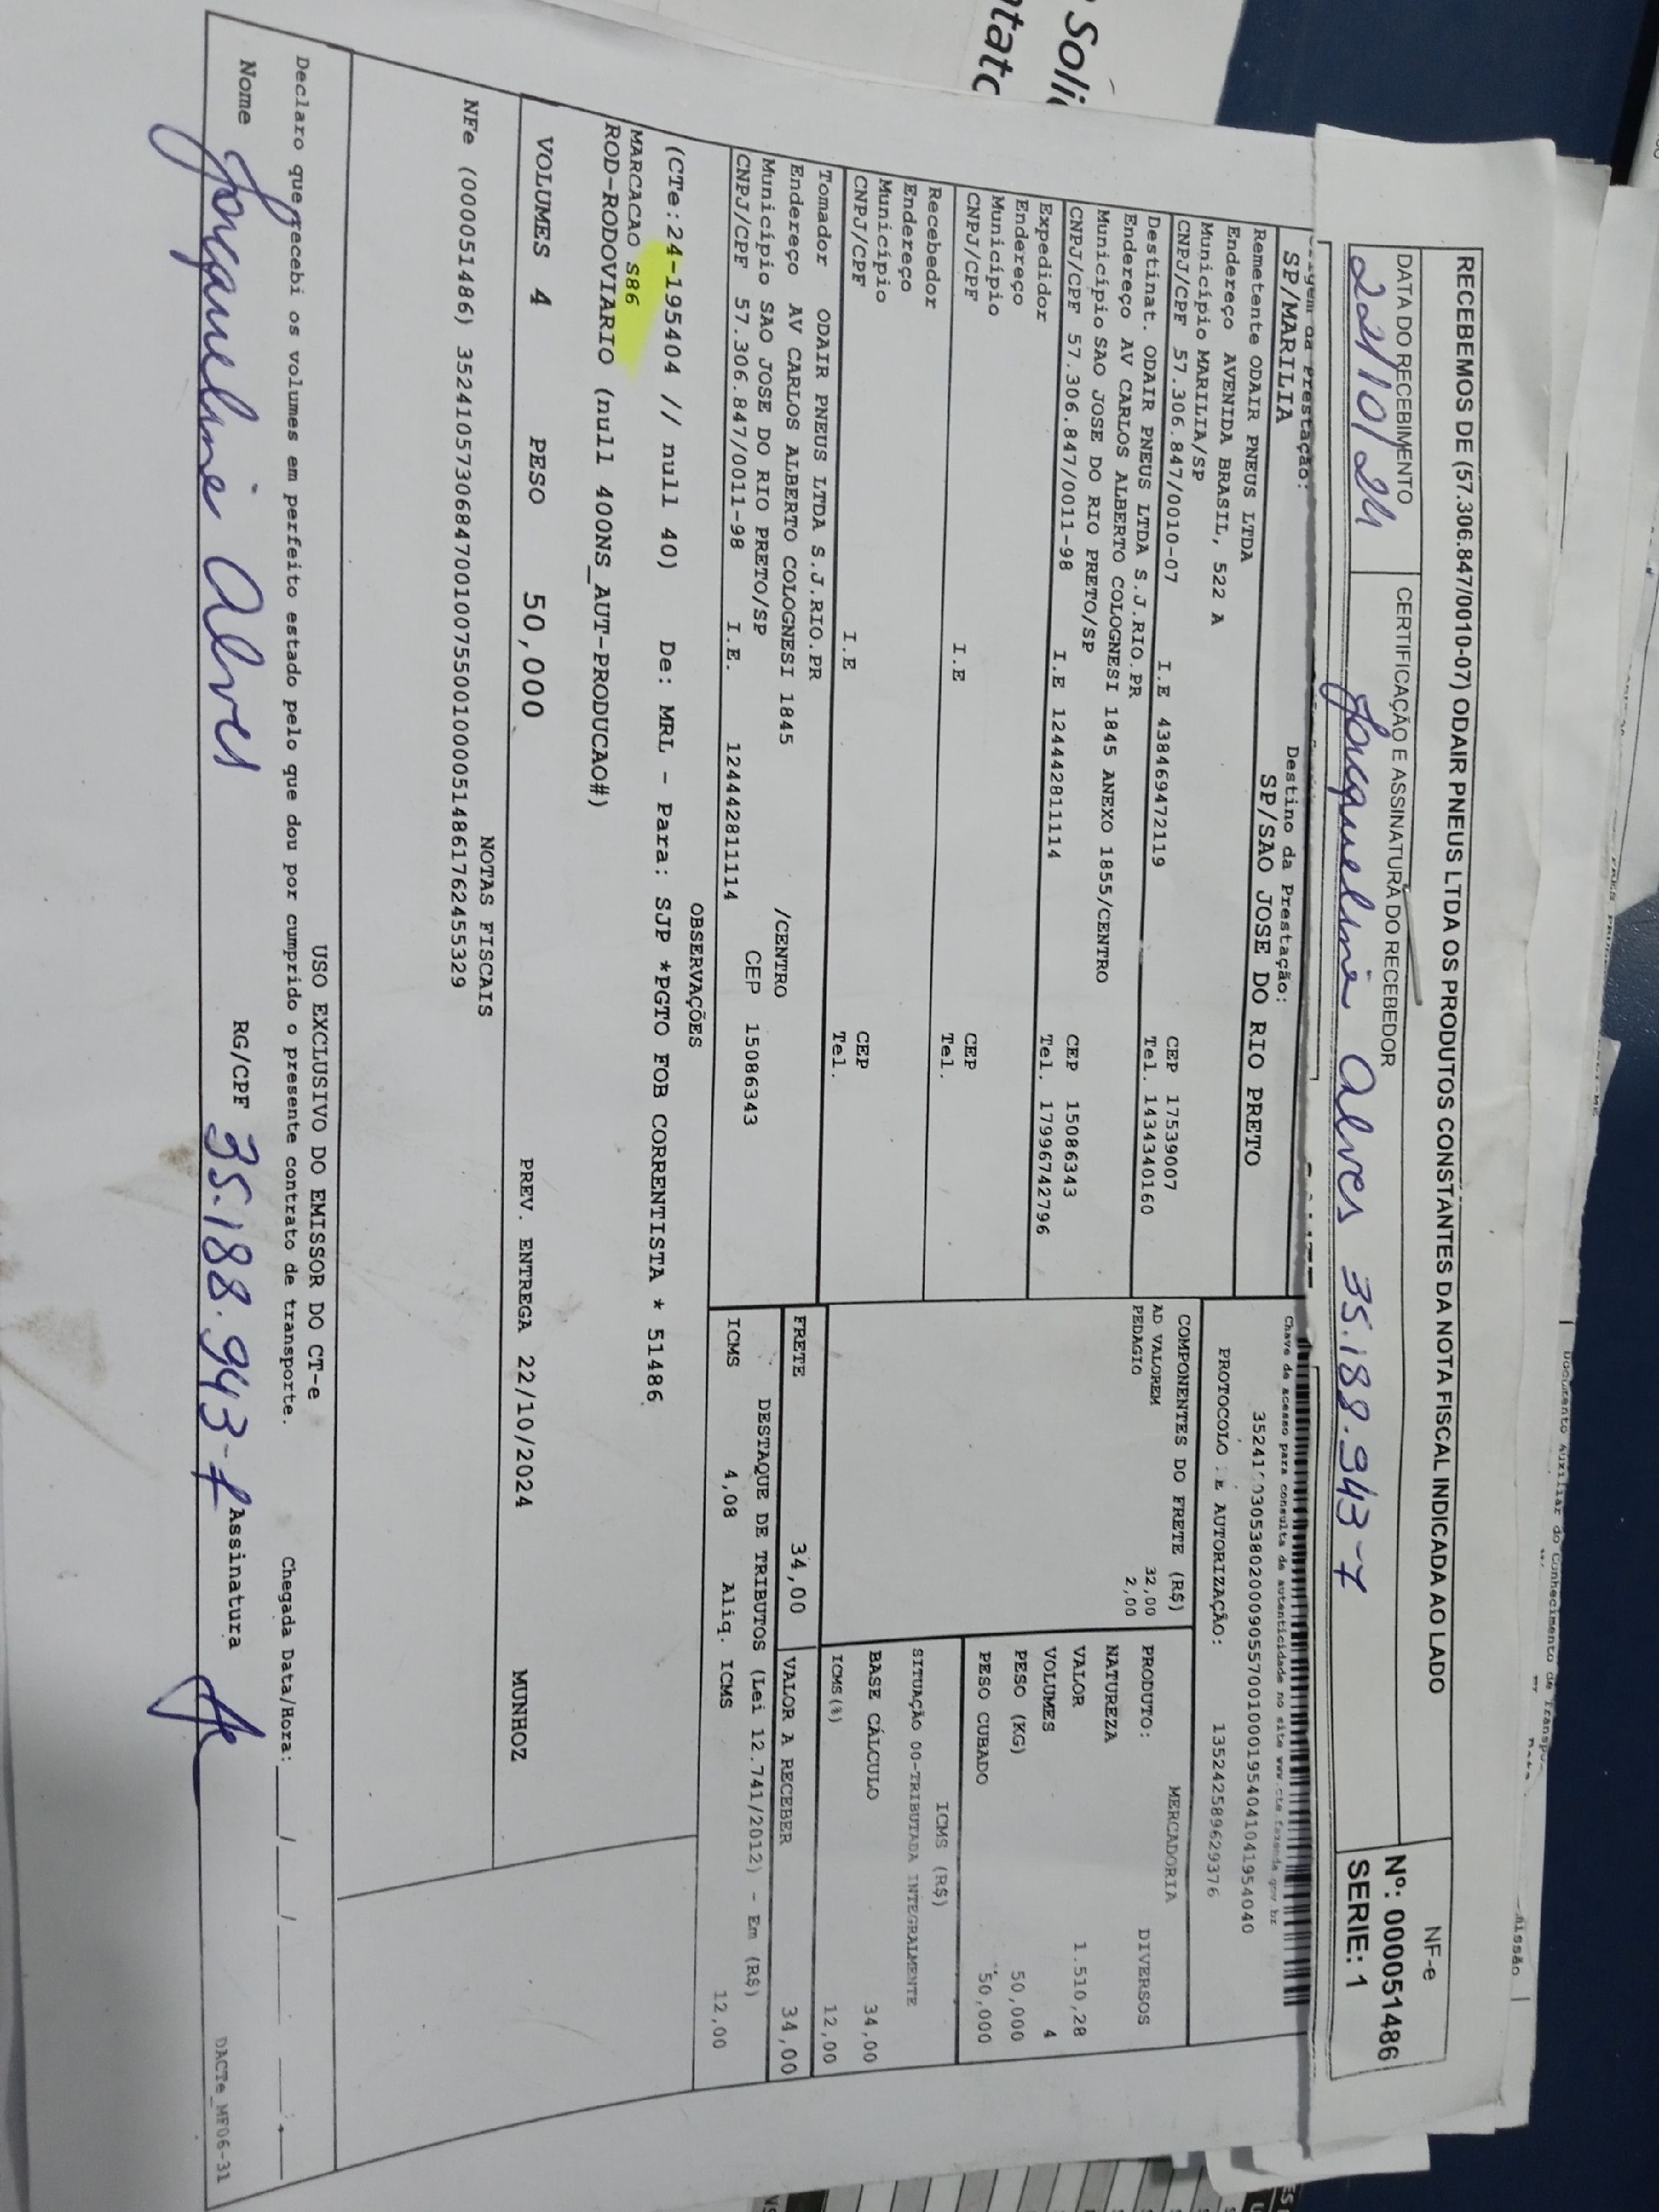 Soli
ntatc
RECEBEMOS DE (57.306.847/0010-07) ODAIR PNEUS LTDA OS PRODUTOS CONSTANTES DA NOTA FISCAL INDICADA AO LADO
NF-e
Nº: 000051486
SERIE: 1
DATA DO RECEBIMENTO
22/10/24
CERTIFICAÇÃO E ASSINATURA DO RECEBEDOR
Jouqueline Alves 35.188.943-7
Prestação:
Destino da Prestação:
SP/MARILIA
SP/SAO JOSE DO RIO PRETO
Chave de acesso para consulta de autenticidade no site www.cte.fazenda.gov.br
PROTOCOLO AUTORIZAÇÃO: 135242589629376
Remetente ODAIR PNEUS LTDA
Endereço AVENIDA BRASIL, 522 A
Município MARILIA/SP CEP 17539007
CNPJ/CPF 57.306.847/0010-07 I.E 438469472119 Tel. 1434340160
Destinat. ODAIR PNEUS LTDA S.J.RIO.PR
Endereço AV CARLOS ALBERTO COLOGNESI 1845 ANEXO 1855/CENTRO
Município SAO JOSE DO RIO PRETO/SP CEP 15086343
CNPJ/CPF 57.306.847/0011-98 I.E 124442811114 Tel. 17996742796
Expedidor
Endereço
Município CEP
CNPJ/CPF I.E Tel.
Recebedor
Endereço
Município CEP
CNPJ/CPF I.E Tel.
Tomador ODAIR PNEUS LTDA S.J.RIO.PR
Endereço AV CARLOS ALBERTO COLOGNESI 1845 /CENTRO
Município SAO JOSE DO RIO PRETO/SP CEP 15086343
CNPJ/CPF 57.306.847/0011-98 I.E. 124442811114
COMPONENTES DO FRETE (R$)
AD VALOREM 32,00
PEDAGIO 2,00
MERCADORIA
PRODUTO: DIVERSOS
NATUREZA
VALOR 1.510,28
VOLUMES 4
PESO (KG) 50,000
PESO CUBADO 50,000
ICMS (R$)
SITUAÇÃO 00-TRIBUTADA INTEGRALMENTE
BASE CÁLCULO 34,00
ICMS(%) 12,00
FRETE 34,00
VALOR A RECEBER 34,00
DESTAQUE DE TRIBUTOS (Lei 12.741/2012) - Em (R$)
ICMS 4,08 Aliq. ICMS 12,00
OBSERVAÇÕES
(CTe:24-195404 // null 40) De: MRL - Para: SJP *PGTO FOB CORRENTISTA * 51486
MARCACAO S86
ROD-RODOVIARIO (null 400NS_AUT-PRODUCAO#)
VOLUMES 4 PESO 50,000 PREV. ENTREGA 22/10/2024 MUNHOZ
NOTAS FISCAIS
NFe (000051486) 35241057306847001007550010000514861762455329
USO EXCLUSIVO DO EMISSOR DO CT-e
Declaro que recebi os volumes em perfeito estado pelo que dou por cumprido o presente contrato de transporte. Chegada Data/Hora: ___/___/___ __:__
Nome Jouqueline Alves RG/CPF 35.188.943-7 Assinatura
DACTe_MF06-31